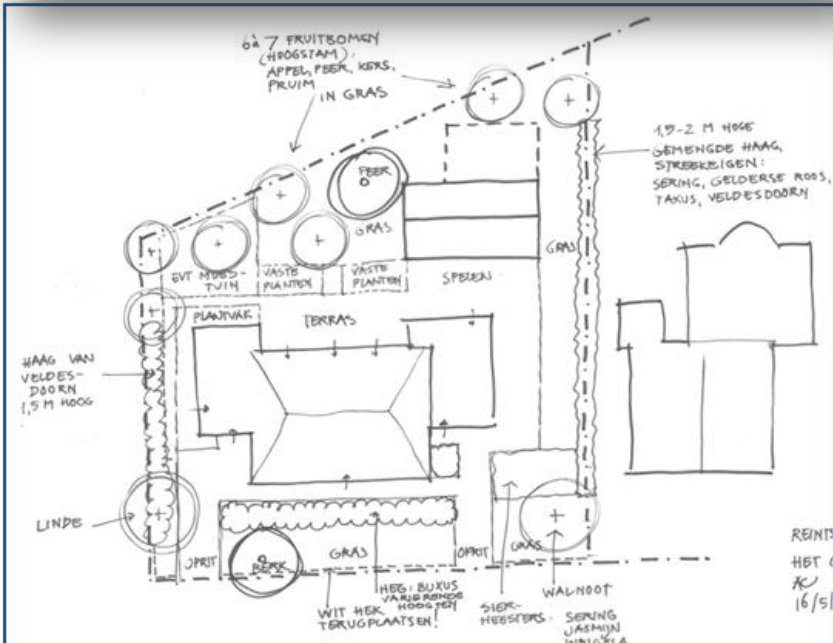 6 à 7 FRUITBOMEN
(HOOGSTAM):
APPEL, PEER, KERS,
PRUIM
IN GRAS
1,5-2 M HOGE
GEMENGDE HAAG,
STREEKEIGEN:
SERING, GELDERSE ROOS,
TAXUS, VELDESDOORN
PEER
GRAS
GRAS
EVT MOES-
TUIN
VASTE
PLANTEN
VASTE
PLANTEN
SPELEN
PLANTVAK
TERRAS
HAAG VAN
VELDES-
DOORN
1,5 M HOOG
LINDE
OPRIT
BERK
GRAS
OPRIT
GRAS
WIT HEK
TERUGPLAATSEN!
HEG: BUXUS
VARIERENDE
HOOGTEN
SIER-
HEESTERS:
WALNOOT
SERING
JASMIJN
WEIGELA
HET
16/5/